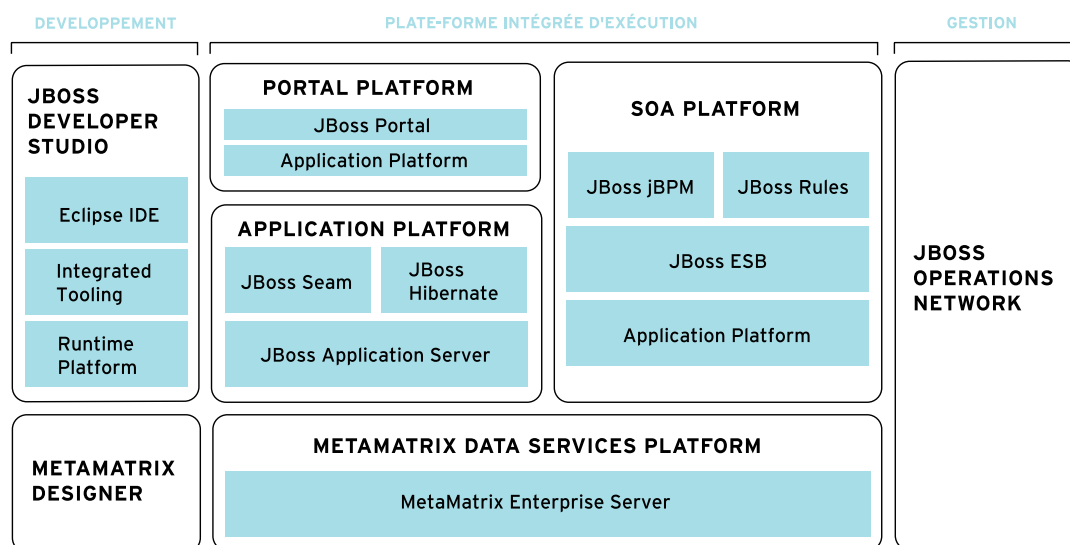 DEVELOPPEMENT
PLATE-FORME INTÉGRÉE D'EXÉCUTION
GESTION
JBOSS
DEVELOPER
STUDIO
Eclipse IDE
Integrated
Tooling
Runtime
Platform
METAMATRIX
DESIGNER
PORTAL PLATFORM
JBoss Portal
Application Platform
APPLICATION PLATFORM
JBoss Seam
JBoss
Hibernate
JBoss Application Server
SOA PLATFORM
JBoss jBPM
JBoss Rules
JBoss ESB
Application Platform
METAMATRIX DATA SERVICES PLATFORM
MetaMatrix Enterprise Server
JBOSS
OPERATIONS
NETWORK